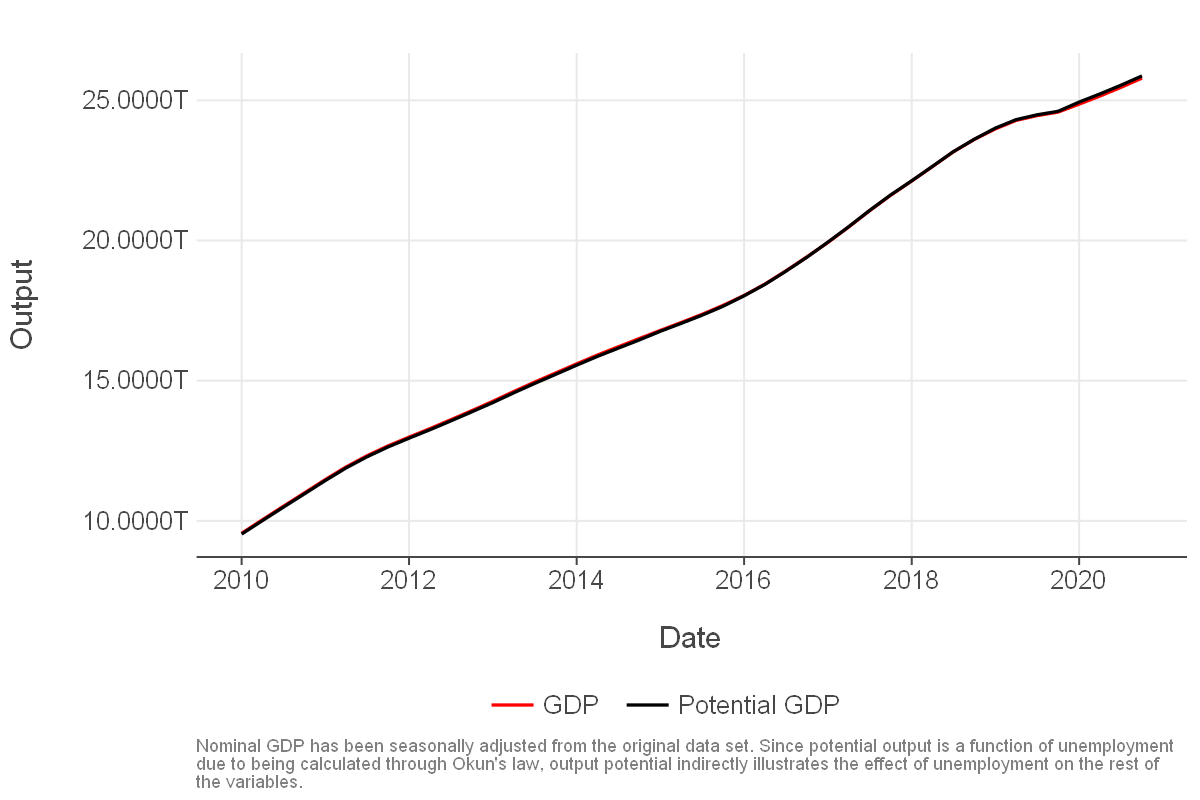 25.0000T
20.0000T
15.0000T
10.0000T
Output
2010 2012 2014 2016 2018 2020
Date
GDP Potential GDP
Nominal GDP has been seasonally adjusted from the original data set. Since potential output is a function of unemployment
due to being calculated through Okun's law, output potential indirectly illustrates the effect of unemployment on the rest of
the variables.